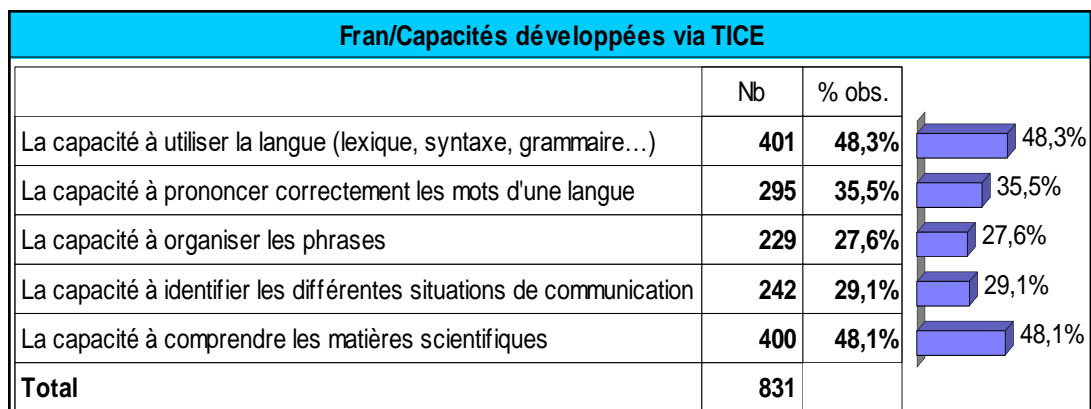 Fran/Capacités développées via TICE
Nb % obs.
La capacité à utiliser la langue (lexique, syntaxe, grammaire…) 401 48,3% 48,3%
La capacité à prononcer correctement les mots d'une langue 295 35,5% 35,5%
La capacité à organiser les phrases 229 27,6% 27,6%
La capacité à identifier les différentes situations de communication 242 29,1% 29,1%
La capacité à comprendre les matières scientifiques 400 48,1% 48,1%
Total 831